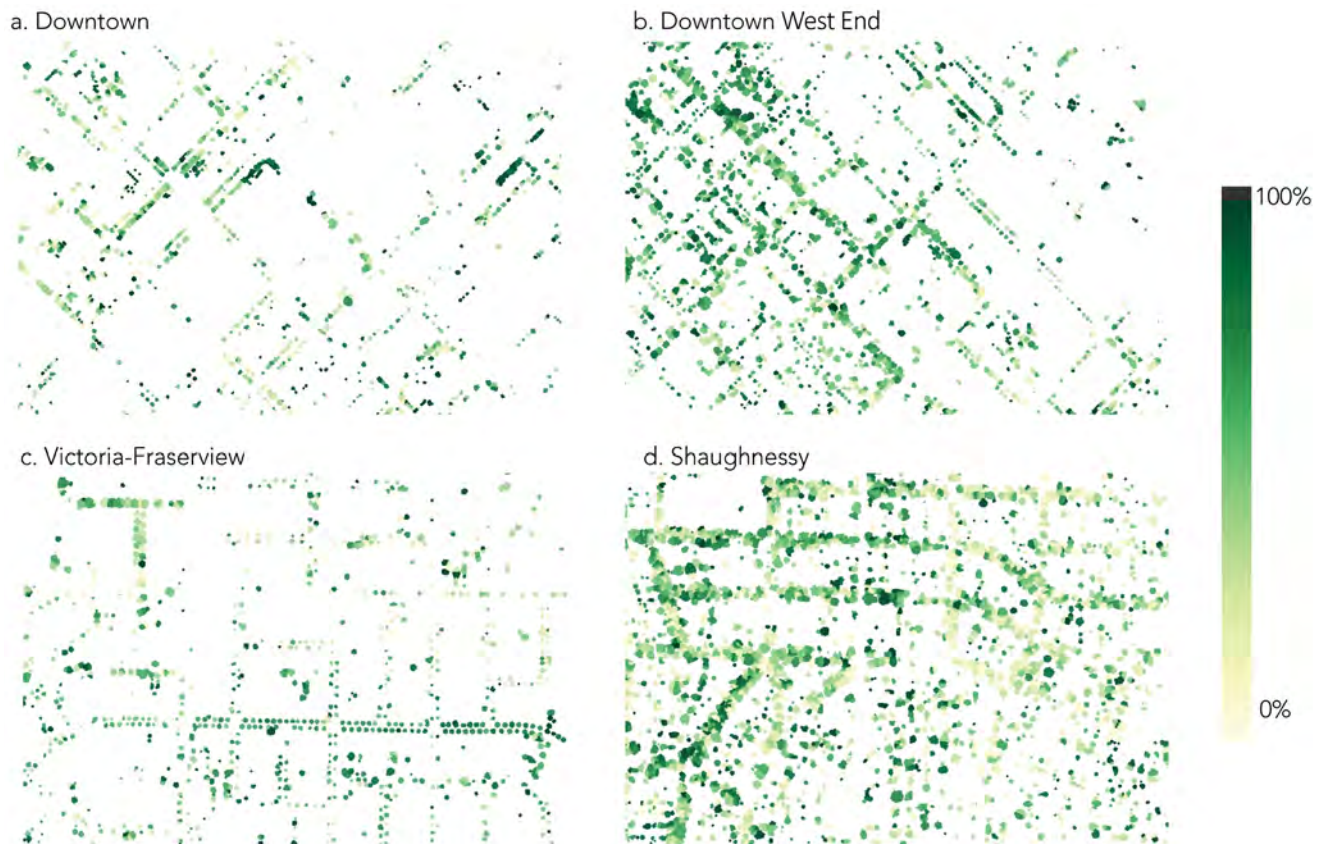 a. Downtown
b. Downtown West End
100%
c. Victoria-Fraserview
d. Shaughnessy
0%